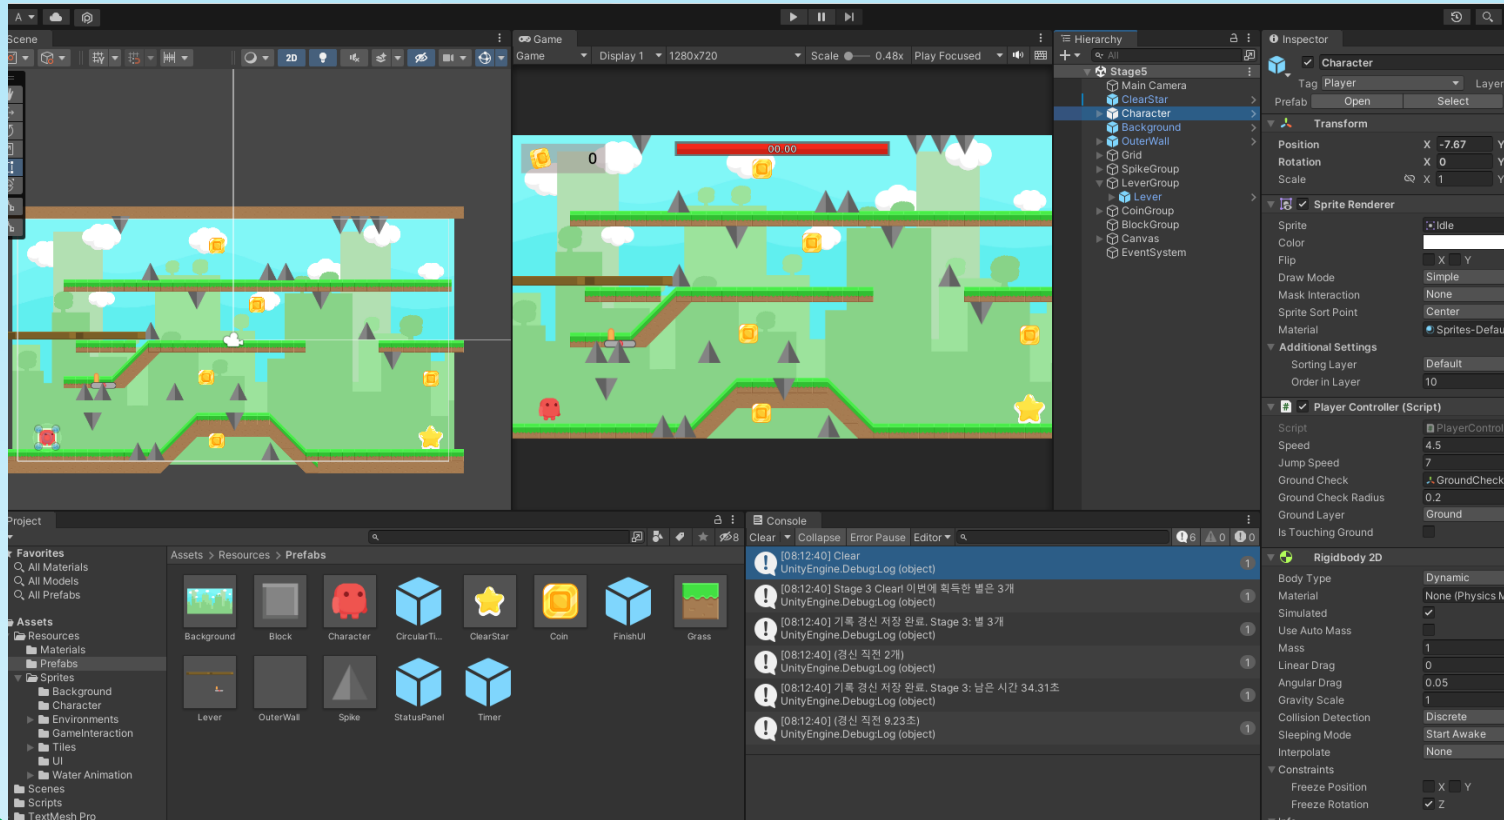 A
Scene
2D
Game
Game
Display 1
1280x720
Scale
0.48x
Play Focused
0
00:00
Hierarchy
All
Stage5
Main Camera
ClearStar
Character
Background
OuterWall
Grid
SpikeGroup
LeverGroup
Lever
CoinGroup
BlockGroup
Canvas
EventSystem
Inspector
Character
Tag Player Layer
Prefab Open Select
Transform
Position X -7.67 Y
Rotation X 0 Y
Scale X 1 Y
Sprite Renderer
Sprite Idle
Color
Flip X Y
Draw Mode Simple
Mask Interaction None
Sprite Sort Point Center
Material Sprites-Defau
Additional Settings
Sorting Layer Default
Order in Layer 10
Player Controller (Script)
Script PlayerControl
Speed 4.5
Jump Speed 7
Ground Check GroundCheck
Ground Check Radius 0.2
Ground Layer Ground
Is Touching Ground
Rigidbody 2D
Body Type Dynamic
Material None (Physics M
Simulated
Use Auto Mass
Mass 1
Linear Drag 0
Angular Drag 0.05
Gravity Scale 1
Collision Detection Discrete
Sleeping Mode Start Awake
Interpolate None
Constraints
Freeze Position X Y
Freeze Rotation Z
Project
8
Favorites
All Materials
All Models
All Prefabs
Assets
Resources
Materials
Prefabs
Sprites
Background
Character
Environments
GameInteraction
Tiles
UI
Water Animation
Scenes
Scripts
TextMesh Pro
Assets > Resources > Prefabs
Background
Block
Character
CircularTi...
ClearStar
Coin
FinishUI
Grass
Lever
OuterWall
Spike
StatusPanel
Timer
Console
Clear Collapse Error Pause Editor
6 0 0
[08:12:40] Clear
UnityEngine.Debug:Log (object)
1
[08:12:40] Stage 3 Clear! 이번에 획득한 별은 3개
UnityEngine.Debug:Log (object)
1
[08:12:40] 기록 경신 저장 완료. Stage 3: 별 3개
UnityEngine.Debug:Log (object)
1
[08:12:40] (경신 직전 2개)
UnityEngine.Debug:Log (object)
1
[08:12:40] 기록 경신 저장 완료. Stage 3: 남은 시간 34.31초
UnityEngine.Debug:Log (object)
1
[08:12:40] (경신 직전 9.23초)
UnityEngine.Debug:Log (object)
1